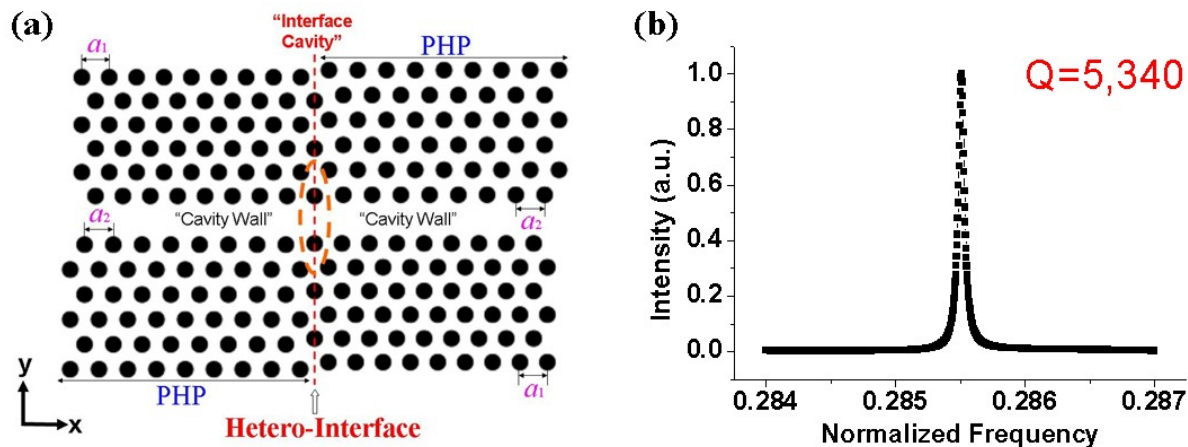 (a)
"Interface
Cavity"
a1
PHP
"Cavity Wall"
"Cavity Wall"
a2
a2
y
x
PHP
a1
Hetero-Interface
(b)
Q=5,340
Intensity (a.u.)
1.0
0.8
0.6
0.4
0.2
0.0
0.284
0.285
0.286
0.287
Normalized Frequency